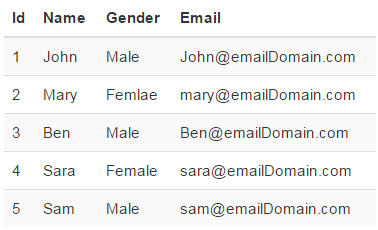 Id Name Gender Email
1 John Male John@emailDomain.com
2 Mary Femlae mary@emailDomain.com
3 Ben Male Ben@emailDomain.com
4 Sara Female sara@emailDomain.com
5 Sam Male sam@emailDomain.com